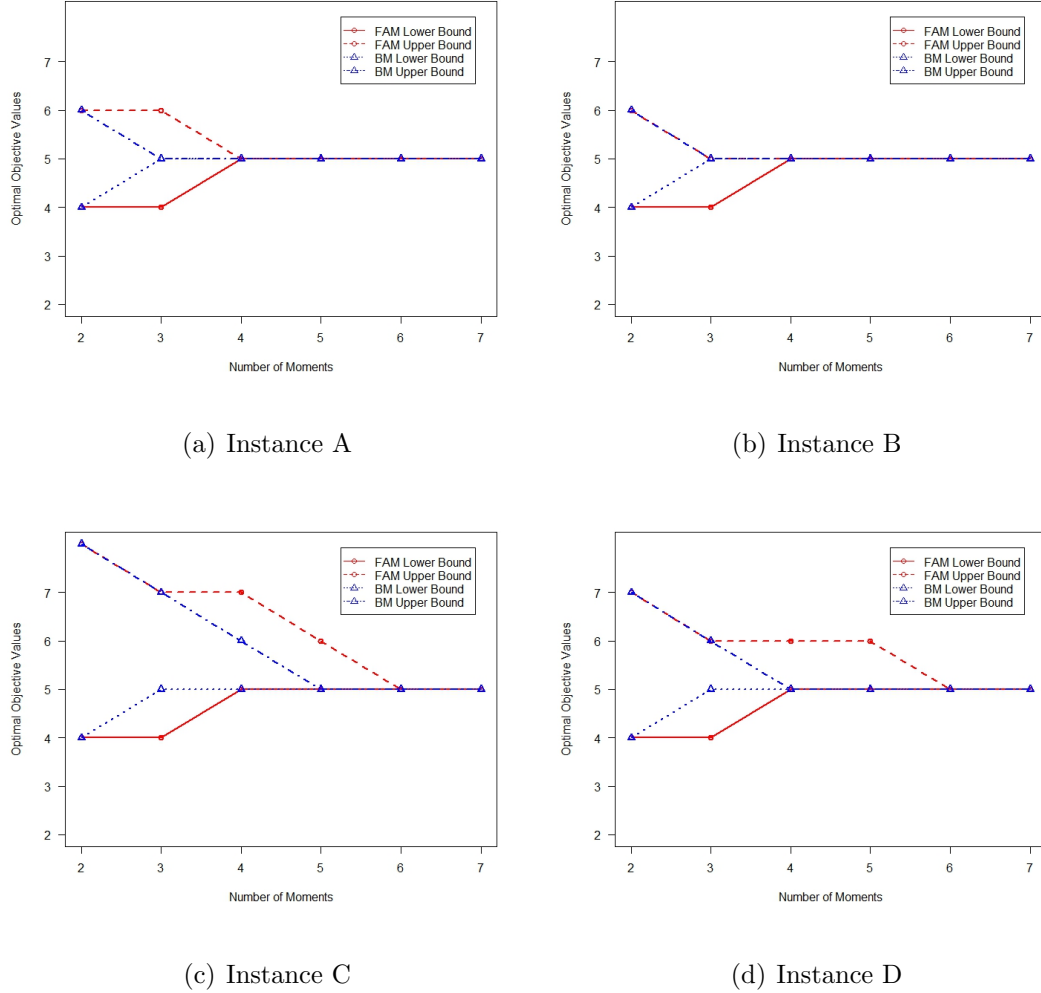 FAM Lower Bound
FAM Upper Bound
BM Lower Bound
BM Upper Bound
Optimal Objective Values
7
6
5
4
3
2
2 3 4 5 6 7
Number of Moments
(a) Instance A
FAM Lower Bound
FAM Upper Bound
BM Lower Bound
BM Upper Bound
Optimal Objective Values
7
6
5
4
3
2
2 3 4 5 6 7
Number of Moments
(b) Instance B
FAM Lower Bound
FAM Upper Bound
BM Lower Bound
BM Upper Bound
Optimal Objective Values
7
6
5
4
3
2
2 3 4 5 6 7
Number of Moments
(c) Instance C
FAM Lower Bound
FAM Upper Bound
BM Lower Bound
BM Upper Bound
Optimal Objective Values
7
6
5
4
3
2
2 3 4 5 6 7
Number of Moments
(d) Instance D